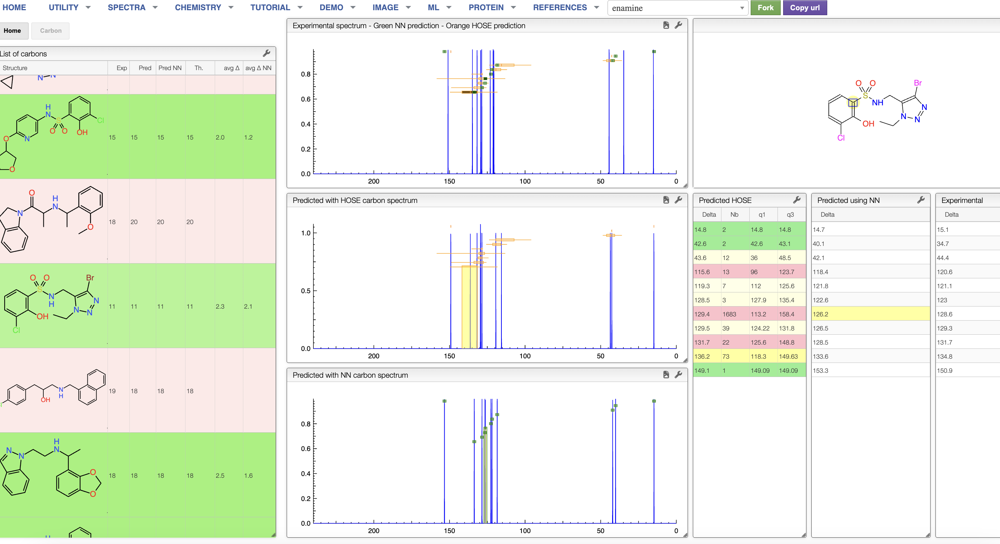 HOME UTILITY SPECTRA CHEMISTRY TUTORIAL DEMO IMAGE ML PROTEIN REFERENCES enamine Fork Copy url
Home Carbon
List of carbons
Structure Exp Pred Pred NN Th. avg Δ avg Δ NN
N N
H
N S O O OH Cl N O O
15 15 15 15 2.0 1.2
O H N N O
18 20 20 20
O O S N H Br N N N OH Cl
11 11 11 11 2.3 2.1
OH N H
19 18 18 18
H N N N O O
18 18 18 18 2.5 1.6
Experimental spectrum - Green NN prediction - Orange HOSE prediction
0.8
0.6
0.4
0.2
0.0
200 150 100 50 0
Predicted with HOSE carbon spectrum
1.0
0.5
0.0
200 150 100 50 0
Predicted with NN carbon spectrum
0.8
0.6
0.4
0.2
0.0
200 150 100 50 0
O O Br
S NH N
N N
OH
Cl
Predicted HOSE
Delta Nb q1 q3
14.8 2 14.8 14.8
42.6 2 42.6 43.1
43.6 12 36 48.5
115.6 13 96 123.7
119.3 7 112 125.6
128.5 3 127.9 135.4
129.4 1683 113.2 158.4
129.5 39 124.22 131.8
131.7 22 125.6 148.8
136.2 73 118.3 149.63
149.1 1 149.09 149.09
Predicted using NN
Delta
14.7
40.1
42.1
118.4
121.8
122.6
126.2
126.5
128.5
133.6
153.3
Experimental
Delta
15.1
34.7
44.4
120.6
121.1
123
128.6
129.3
131.7
134.8
150.9